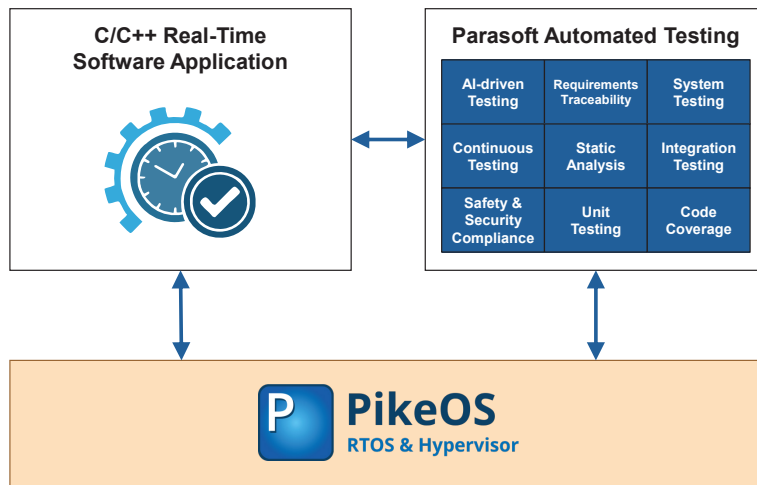 C/C++ Real-Time
Software Application
Parasoft Automated Testing
AI-driven
Testing
Requirements
Traceability
System
Testing
Continuous
Testing
Static
Analysis
Integration
Testing
Safety &
Security
Compliance
Unit
Testing
Code
Coverage
P
PikeOS
RTOS & Hypervisor